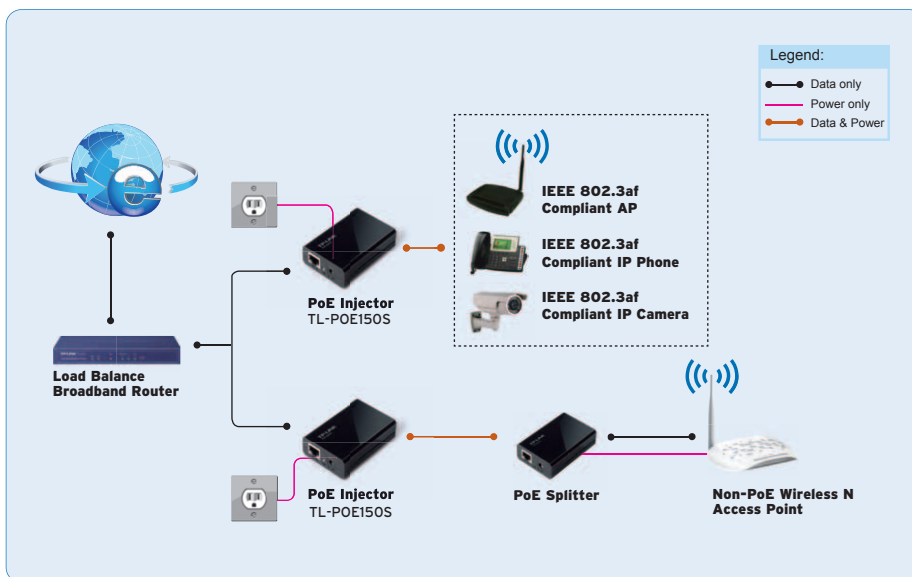 Legend:
Data only
Power only
Data & Power
IEEE 802.3af
Compliant AP
IEEE 802.3af
Compliant IP Phone
IEEE 802.3af
Compliant IP Camera
PoE Injector
TL-POE150S
Load Balance
Broadband Router
PoE Injector
TL-POE150S
PoE Splitter
Non-PoE Wireless N
Access Point